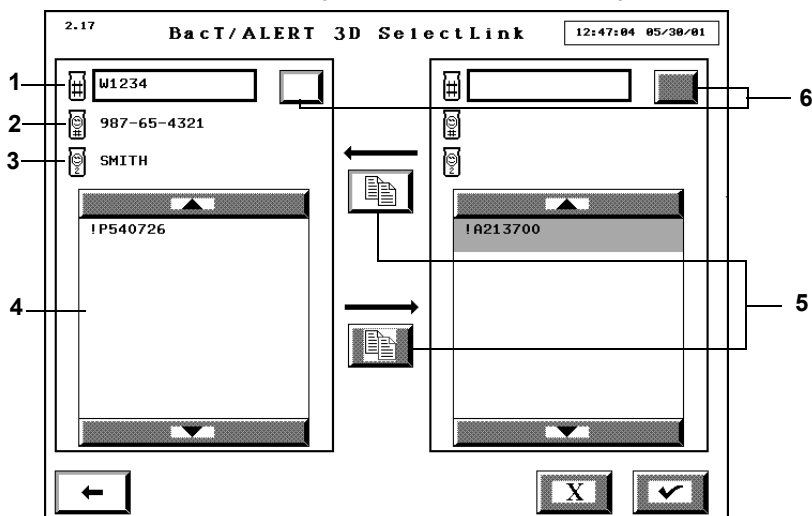 2.17 BacT/ALERT 3D SelectLink 12:47:04 05/30/01
1 W1234 6
2 987-65-4321
3 SMITH
!P540726 !A213700
4 5
X